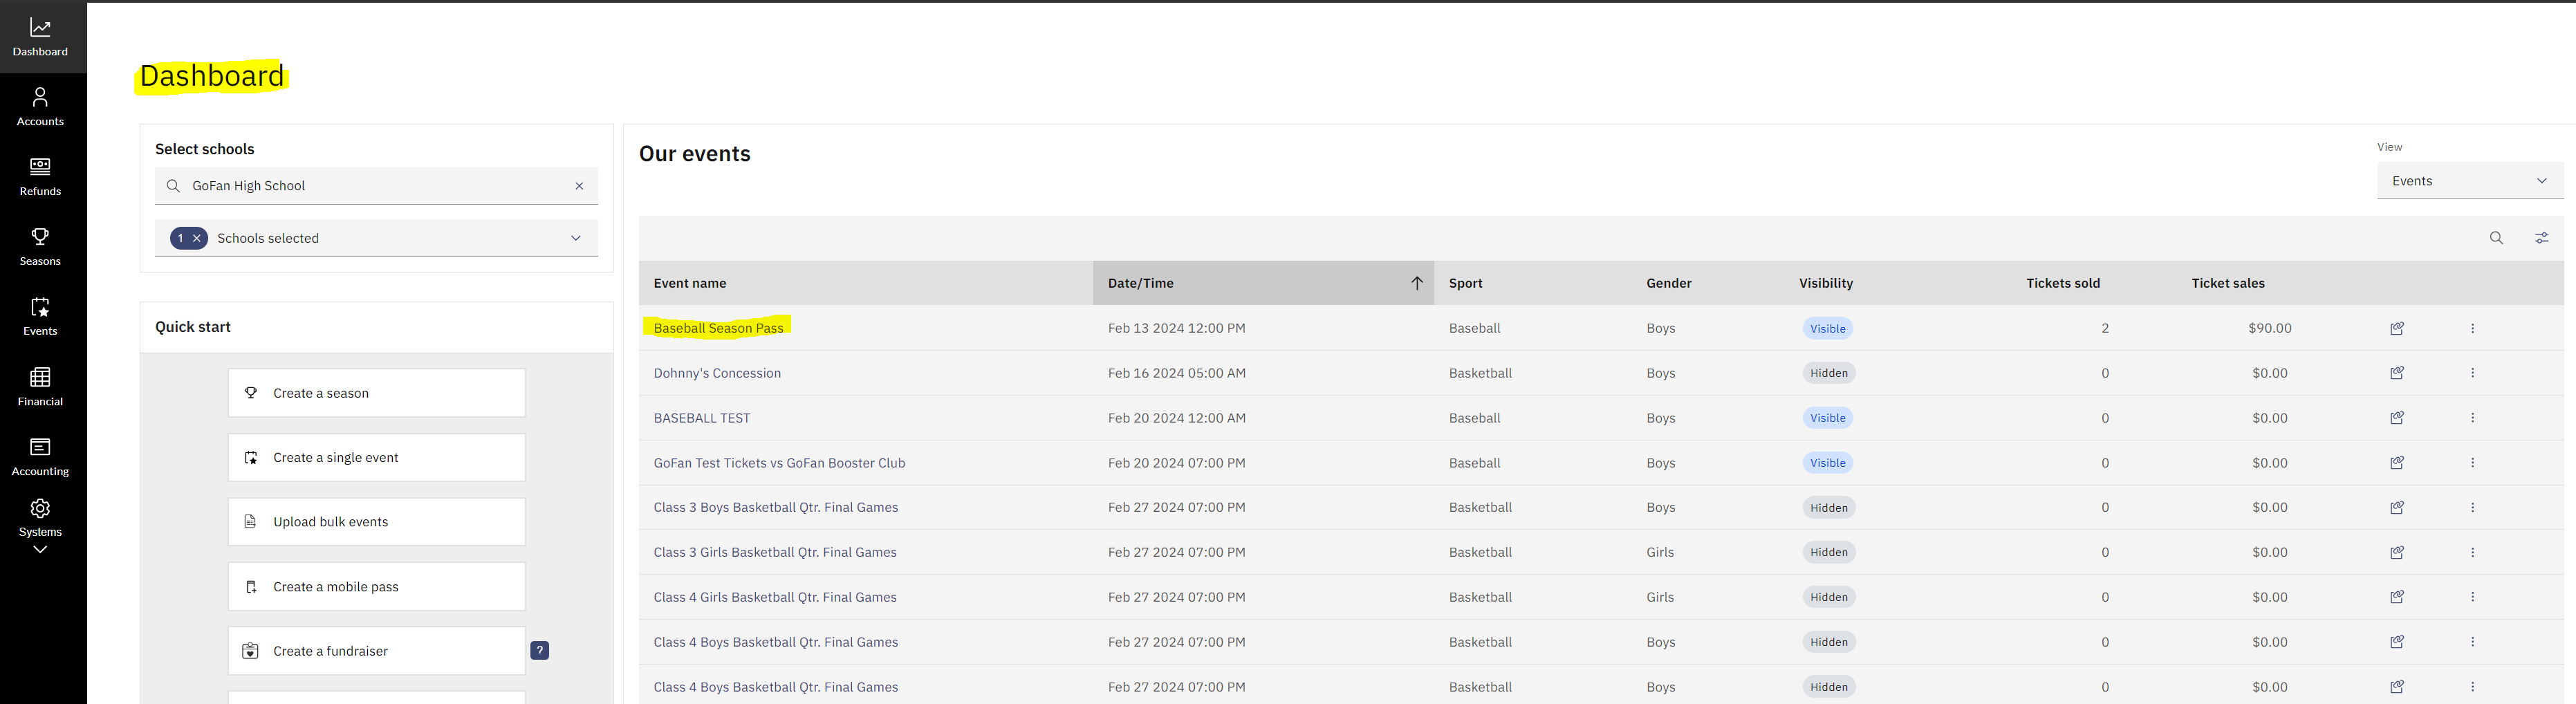 Dashboard
Accounts
Refunds
Seasons
Events
Financial
Accounting
Systems
Dashboard
Select schools
GoFan High School
1 Schools selected
Quick start
Create a season
Create a single event
Upload bulk events
Create a mobile pass
Create a fundraiser ?
Our events
View
Events
Event name Date/Time Sport Gender Visibility Tickets sold Ticket sales
Baseball Season Pass Feb 13 2024 12:00 PM Baseball Boys Visible 2 $90.00
Dohnny's Concession Feb 16 2024 05:00 AM Basketball Boys Hidden 0 $0.00
BASEBALL TEST Feb 20 2024 12:00 AM Baseball Boys Visible 0 $0.00
GoFan Test Tickets vs GoFan Booster Club Feb 20 2024 07:00 PM Baseball Boys Visible 0 $0.00
Class 3 Boys Basketball Qtr. Final Games Feb 27 2024 07:00 PM Basketball Boys Hidden 0 $0.00
Class 3 Girls Basketball Qtr. Final Games Feb 27 2024 07:00 PM Basketball Girls Hidden 0 $0.00
Class 4 Girls Basketball Qtr. Final Games Feb 27 2024 07:00 PM Basketball Girls Hidden 0 $0.00
Class 4 Boys Basketball Qtr. Final Games Feb 27 2024 07:00 PM Basketball Boys Hidden 0 $0.00
Class 4 Boys Basketball Qtr. Final Games Feb 27 2024 07:00 PM Basketball Boys Hidden 0 $0.00